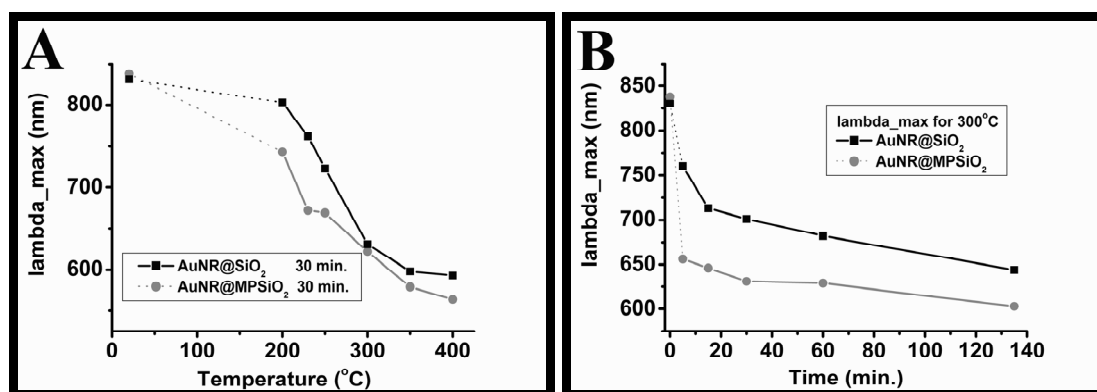 A
lambda_max (nm)
800
700
600
AuNR@SiO₂ 30 min.
AuNR@MPSiO₂ 30 min.
0 100 200 300 400
Temperature (°C)
B
lambda_max (nm)
850
800
750
700
650
600
lambda_max for 300°C
AuNR@SiO₂
AuNR@MPSiO₂
0 20 40 60 80 100 120 140
Time (min.)